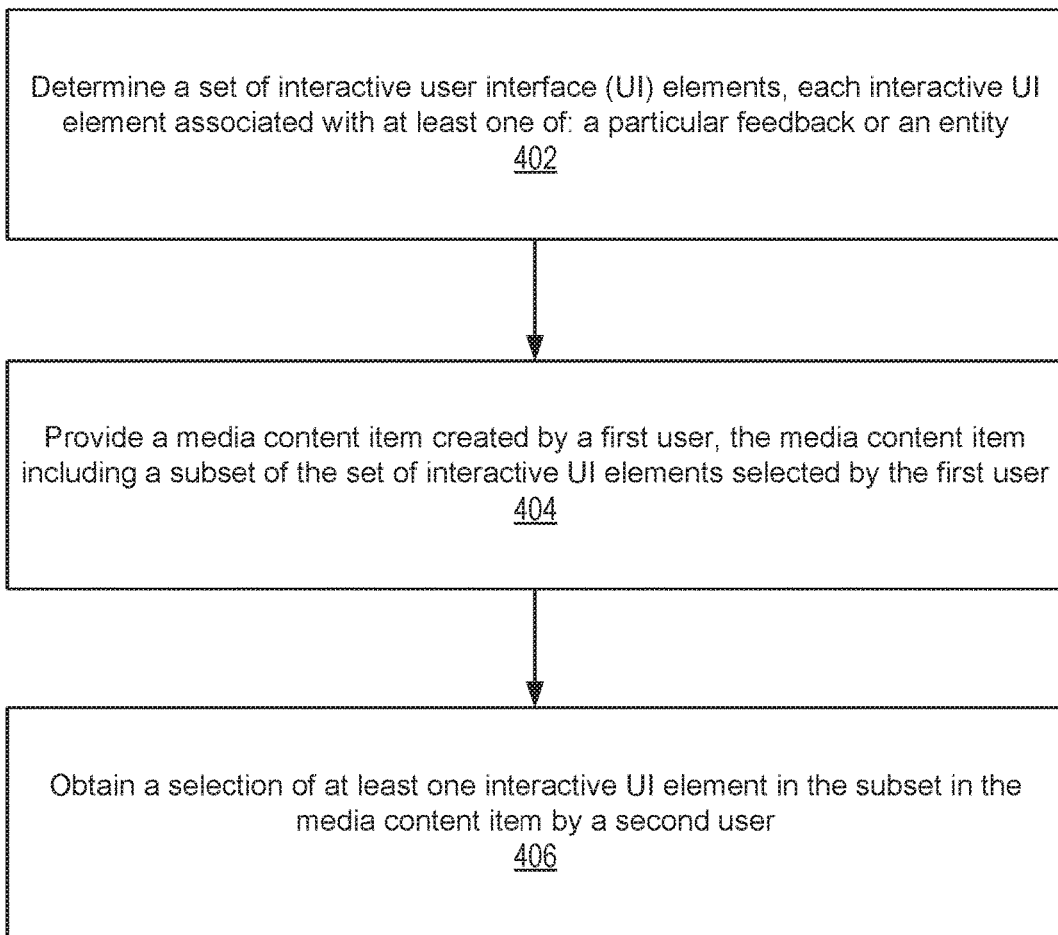 Determine a set of interactive user interface (UI) elements, each interactive UI
element associated with at least one of: a particular feedback or an entity
402
Provide a media content item created by a first user, the media content item
including a subset of the set of interactive UI elements selected by the first user
404
Obtain a selection of at least one interactive UI element in the subset in the
media content item by a second user
406